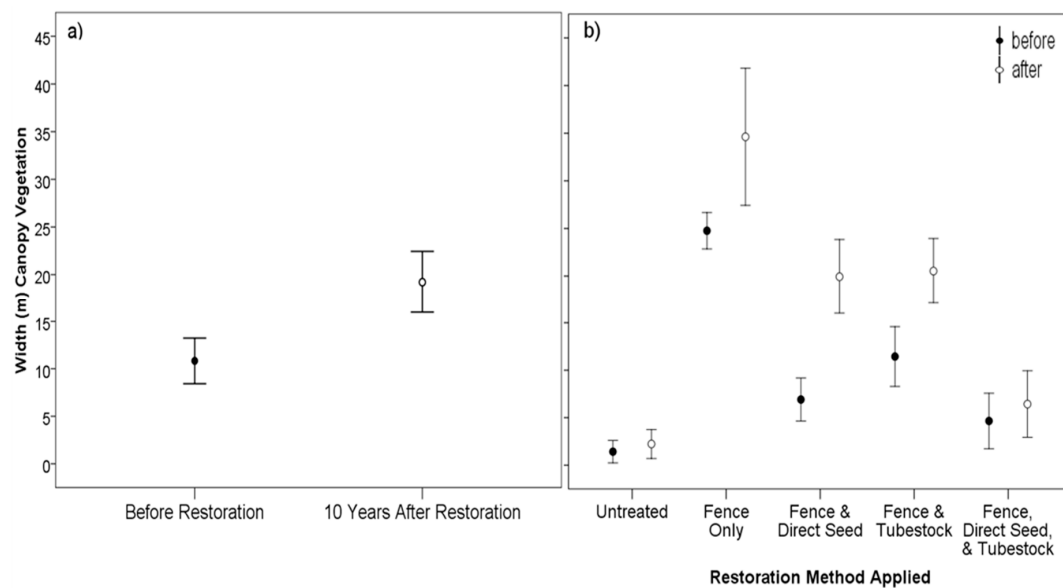 a)
45
40
35
30
25
20
15
10
5
0
Width (m) Canopy Vegetation
Before Restoration
10 Years After Restoration
b)
before
after
Untreated
Fence
Only
Fence &
Direct Seed
Fence &
Tubestock
Fence,
Direct Seed,
& Tubestock
Restoration Method Applied